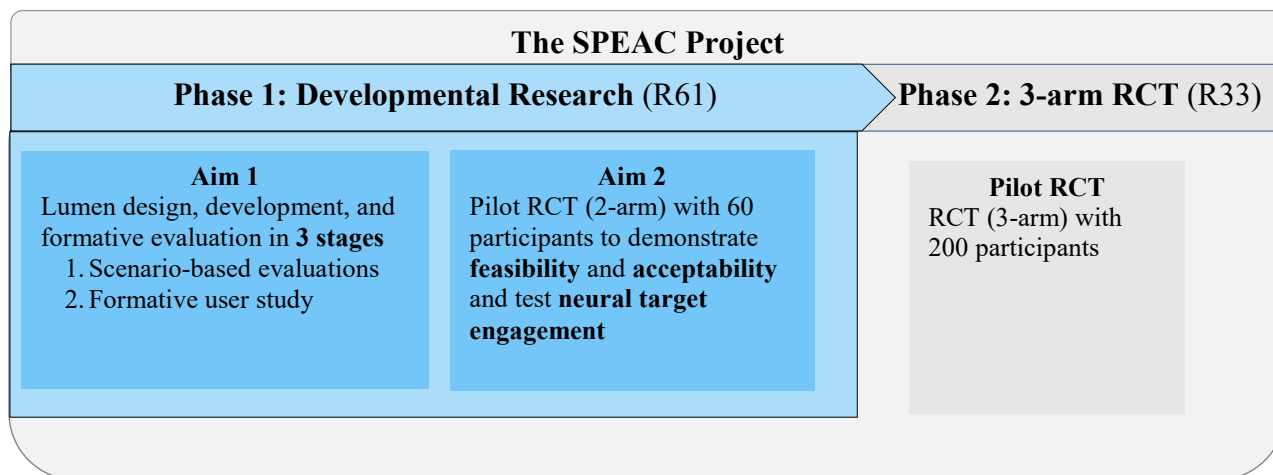 The SPEAC Project
Phase 1: Developmental Research (R61)
Phase 2: 3-arm RCT (R33)
Aim 1
Lumen design, development, and
formative evaluation in 3 stages
1. Scenario-based evaluations
2. Formative user study
Aim 2
Pilot RCT (2-arm) with 60
participants to demonstrate
feasibility and acceptability
and test neural target
engagement
Pilot RCT
RCT (3-arm) with
200 participants